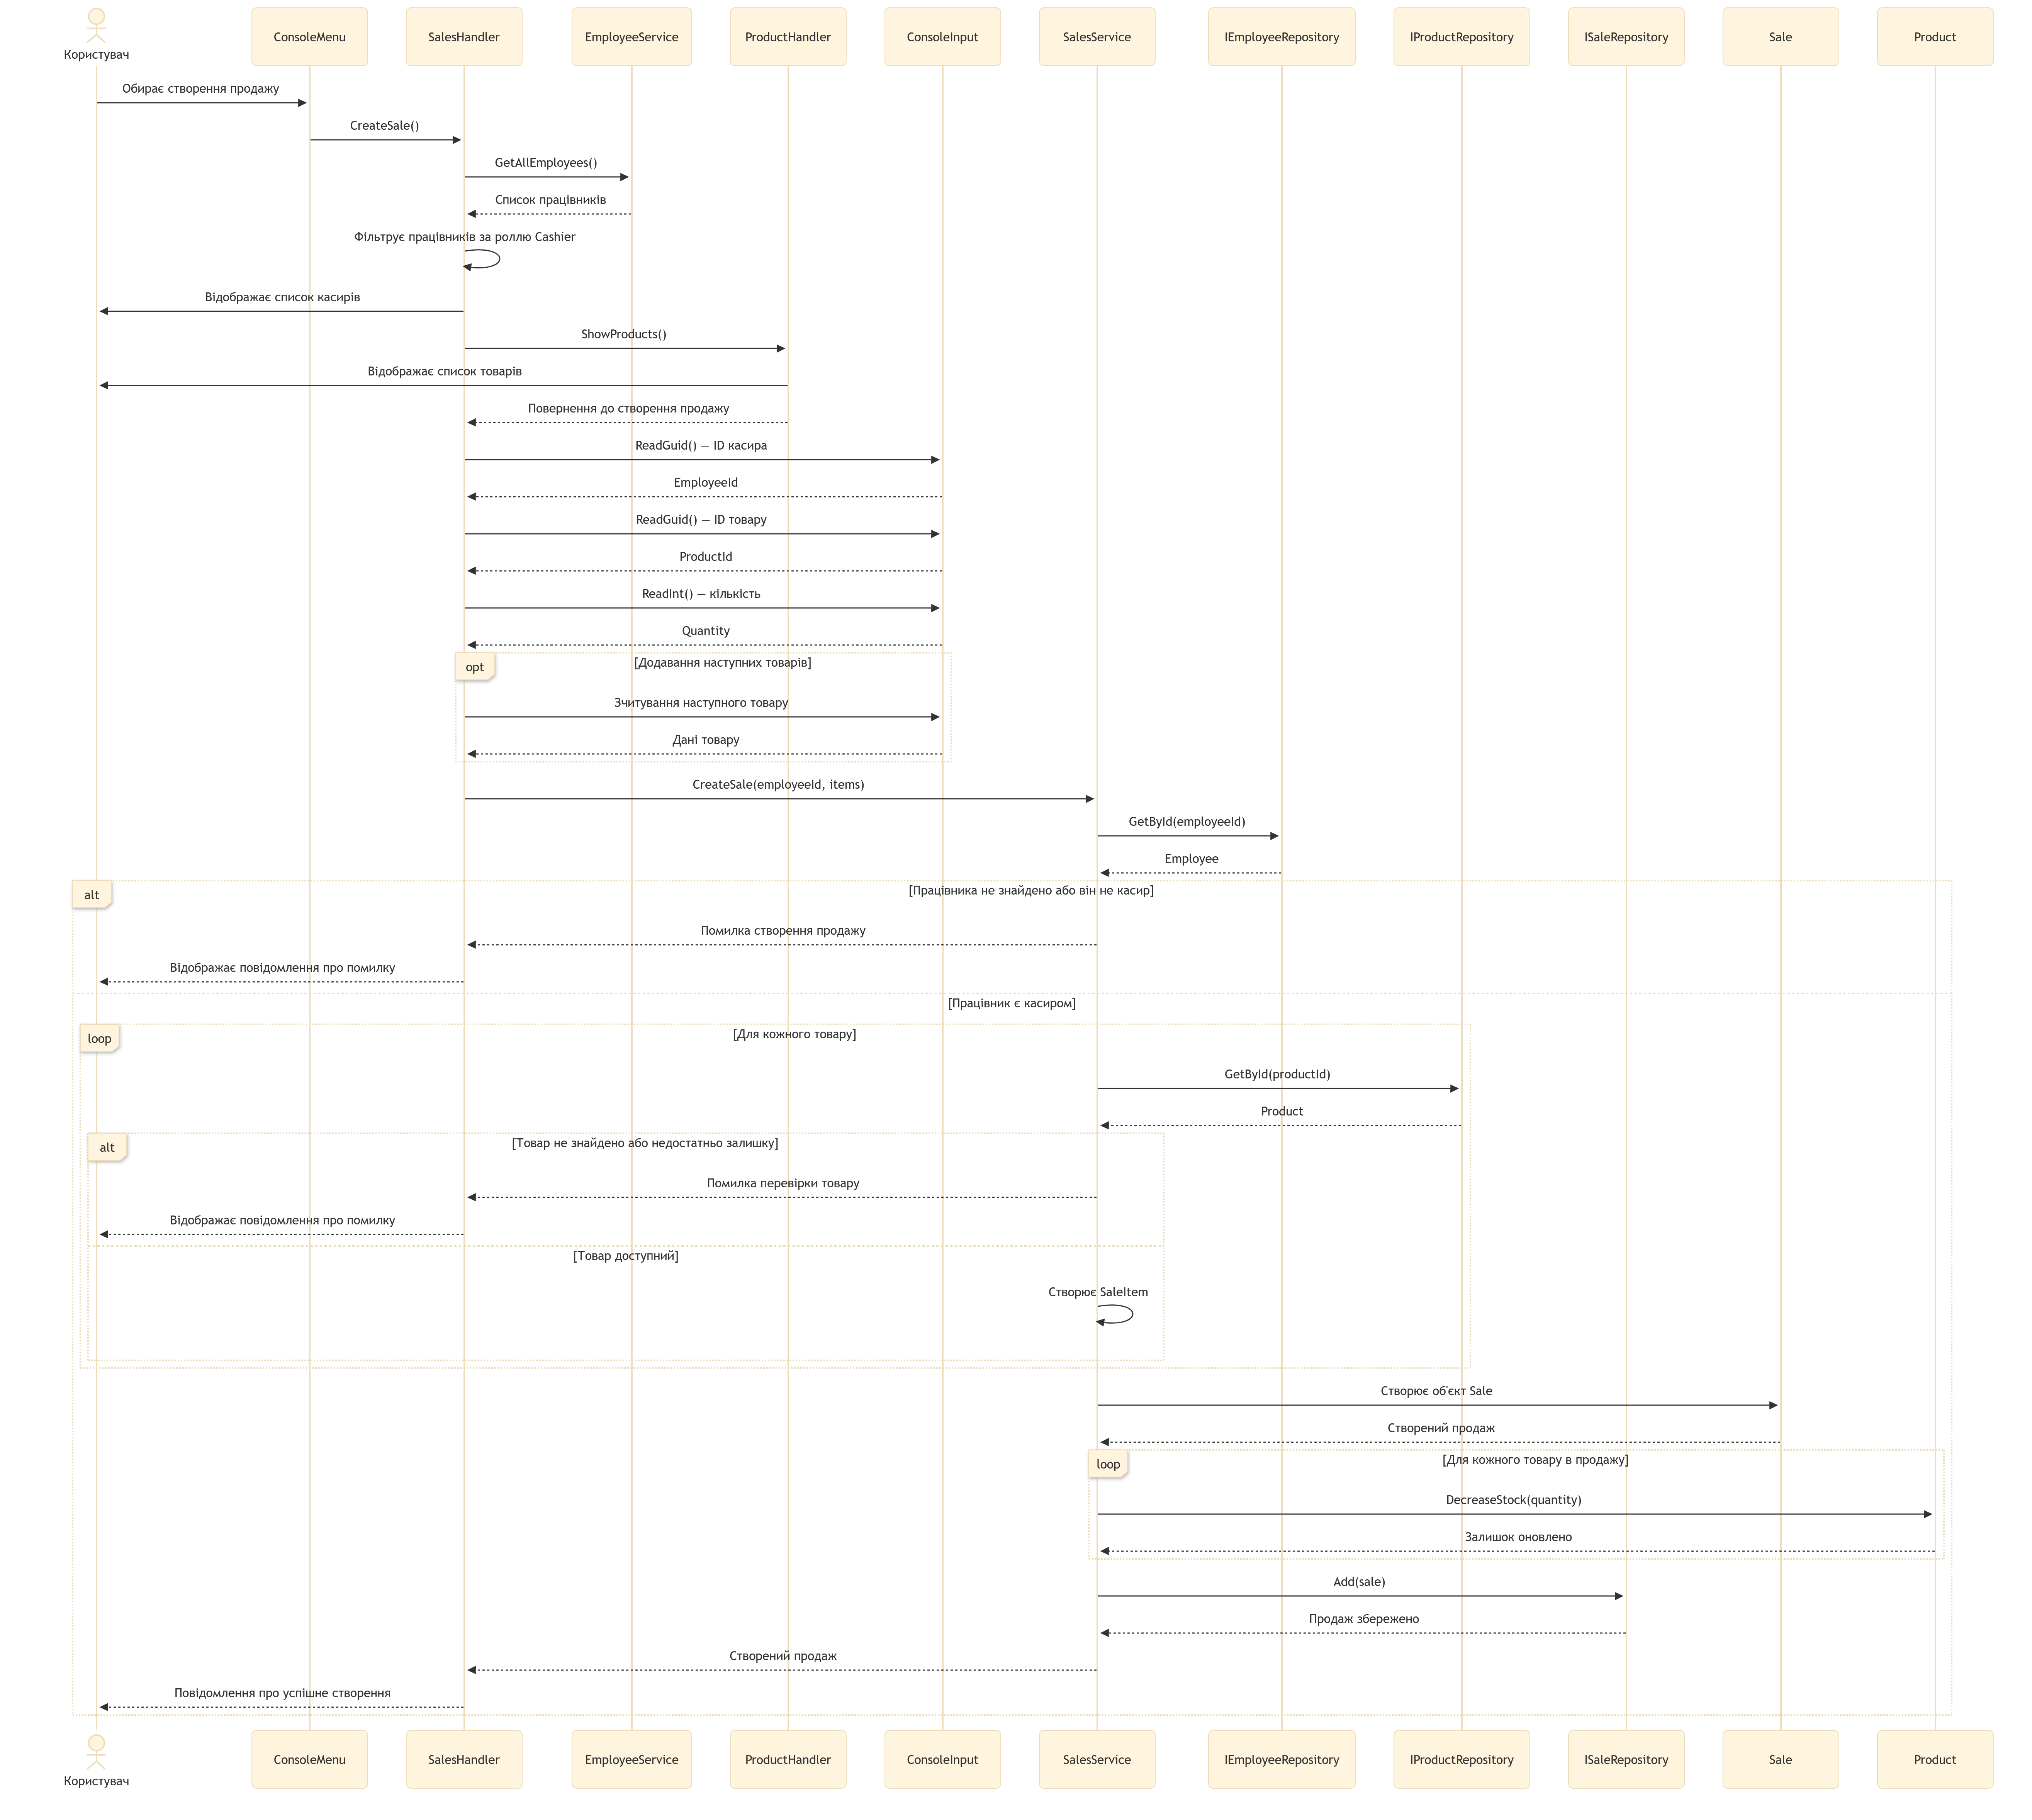 Користувач
ConsoleMenu
SalesHandler
EmployeeService
ProductHandler
ConsoleInput
SalesService
IEmployeeRepository
IProductRepository
ISaleRepository
Sale
Product
Обирає створення продажу
CreateSale()
GetAllEmployees()
Список працівників
Фільтрує працівників за роллю Cashier
Відображає список касирів
ShowProducts()
Відображає список товарів
Повернення до створення продажу
ReadGuid() — ID касира
EmployeeId
ReadGuid() — ID товару
ProductId
ReadInt() — кількість
Quantity
opt
[Додавання наступних товарів]
Зчитування наступного товару
Дані товару
CreateSale(employeeId, items)
GetById(employeeId)
Employee
alt
[Працівника не знайдено або він не касир]
Помилка створення продажу
Відображає повідомлення про помилку
[Працівник є касиром]
loop
[Для кожного товару]
GetById(productId)
Product
alt
[Товар не знайдено або недостатньо залишку]
Помилка перевірки товару
Відображає повідомлення про помилку
[Товар доступний]
Створює SaleItem
Створює об'єкт Sale
Створений продаж
loop
[Для кожного товару в продажу]
DecreaseStock(quantity)
Залишок оновлено
Add(sale)
Продаж збережено
Створений продаж
Повідомлення про успішне створення
Користувач
ConsoleMenu
SalesHandler
EmployeeService
ProductHandler
ConsoleInput
SalesService
IEmployeeRepository
IProductRepository
ISaleRepository
Sale
Product